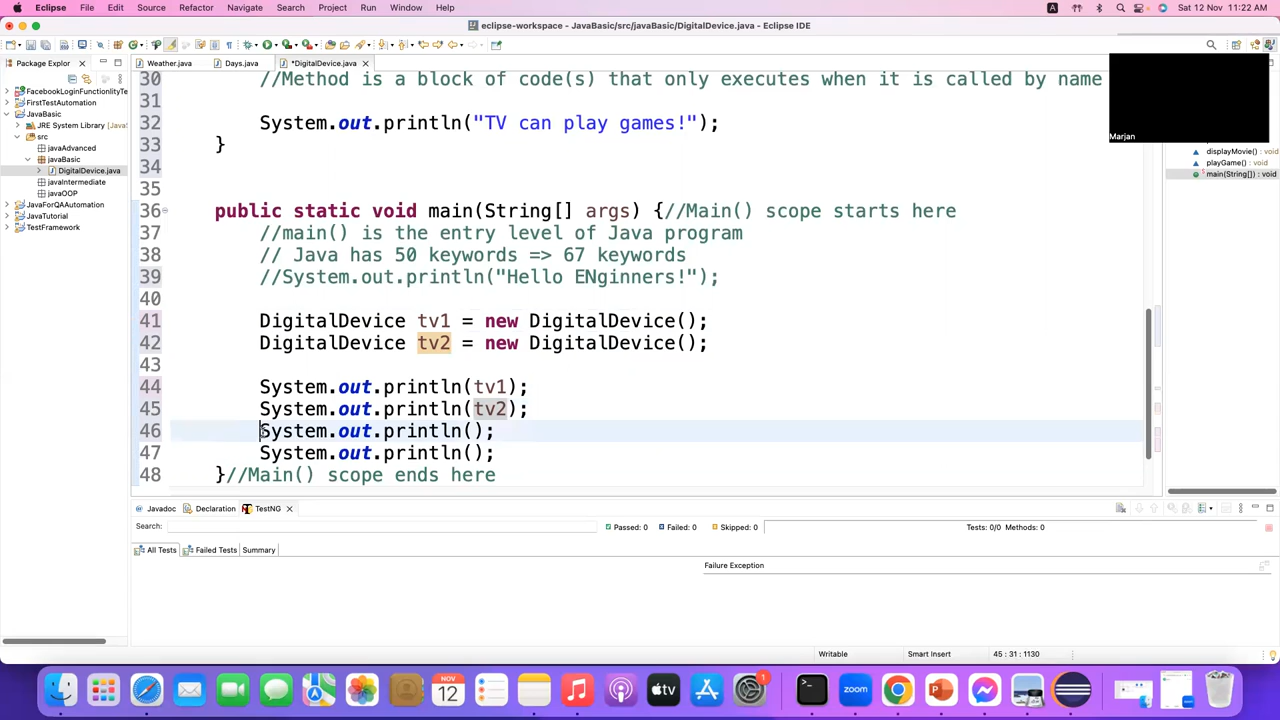 Eclipse File Edit Source Refactor Navigate Search Project Run Window Help A Sat 12 Nov 11:22 AM
eclipse-workspace - JavaBasic/src/javaBasic/DigitalDevice.java - Eclipse IDE
Package Explorer
Weather.java Days.java *DigitalDevice.java
FacebookLoginFunctionlityTe
FirstTestAutomation
JavaBasic
JRE System Library [Java
src
javaAdvanced
javaBasic
DigitalDevice.java
javaIntermediate
javaOOP
JavaForQAAutomation
JavaTutorial
TestFramework
30 //Method is a block of code(s) that only executes when it is called by name
31
32 System.out.println("TV can play games!");
33 }
34
35
36 public static void main(String[] args) {//Main() scope starts here
37 //main() is the entry level of Java program
38 // Java has 50 keywords => 67 keywords
39 //System.out.println("Hello ENginners!");
40
41 DigitalDevice tv1 = new DigitalDevice();
42 DigitalDevice tv2 = new DigitalDevice();
43
44 System.out.println(tv1);
45 System.out.println(tv2);
46 System.out.println();
47 System.out.println();
48 }//Main() scope ends here
Marjan
displayMovie() : void
playGame() : void
main(String[]) : void
Javadoc Declaration TestNG
Search: Passed: 0 Failed: 0 Skipped: 0 Tests: 0/0 Methods: 0
All Tests Failed Tests Summary
Failure Exception
Writable Smart Insert 45 : 31 : 1130
NOV
12
tv
zoom
1